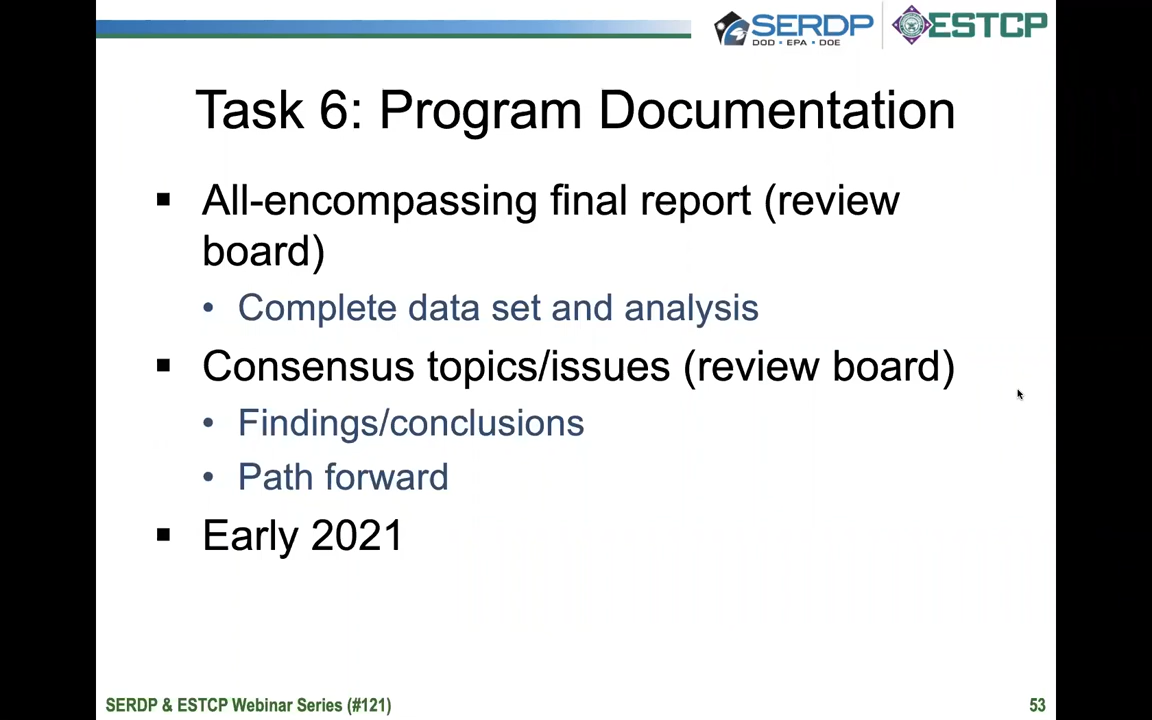 SERDP
DOD • EPA • DOE
ESTCP
Task 6: Program Documentation
▪ All-encompassing final report (review
board)
• Complete data set and analysis
▪ Consensus topics/issues (review board)
• Findings/conclusions
• Path forward
▪ Early 2021
SERDP & ESTCP Webinar Series (#121)
53